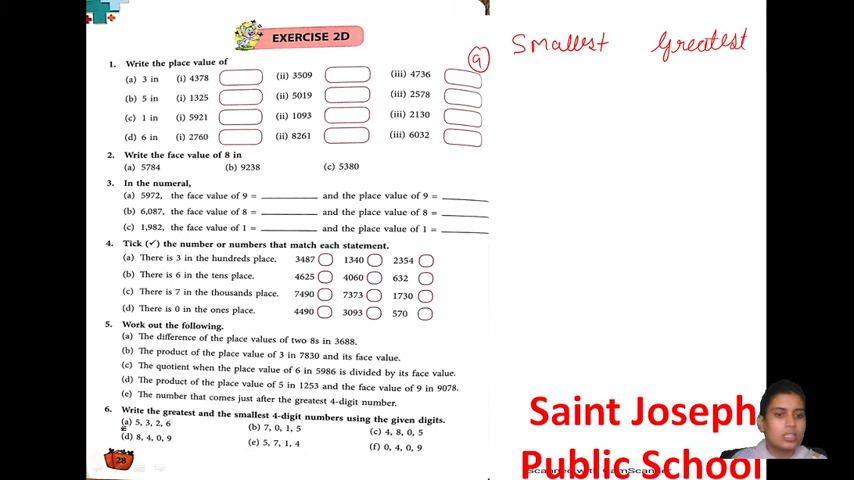 EXERCISE 2D
Smallest Greatest
a
1. Write the place value of
(a) 3 in (i) 4378 (ii) 3509 (iii) 4736
(b) 5 in (i) 1325 (ii) 5019 (iii) 2578
(c) 1 in (i) 5921 (ii) 1093 (iii) 2130
(d) 6 in (i) 2760 (ii) 8261 (iii) 6032
2. Write the face value of 8 in
(a) 5784 (b) 9238 (c) 5380
3. In the numeral,
(a) 5972, the face value of 9 = ________ and the place value of 9 = ________
(b) 6,087, the face value of 8 = ________ and the place value of 8 = ________
(c) 1,982, the face value of 1 = ________ and the place value of 1 = ________
4. Tick (✓) the number or numbers that match each statement.
(a) There is 3 in the hundreds place. 3487 1340 2354
(b) There is 6 in the tens place. 4625 4060 632
(c) There is 7 in the thousands place. 7490 7373 1730
(d) There is 0 in the ones place. 4490 3093 570
5. Work out the following.
(a) The difference of the place values of two 8s in 3688.
(b) The product of the place value of 3 in 7830 and its face value.
(c) The quotient when the place value of 6 in 5986 is divided by its face value.
(d) The product of the place value of 5 in 1253 and the face value of 9 in 9078.
(e) The number that comes just after the greatest 4-digit number.
6. Write the greatest and the smallest 4-digit numbers using the given digits.
(a) 5, 3, 2, 6 (b) 7, 0, 1, 5 (c) 4, 8, 0, 5
(d) 8, 4, 0, 9 (e) 5, 7, 1, 4 (f) 0, 4, 0, 9
28
Saint Joseph
Public School
Scanned with CamScanner